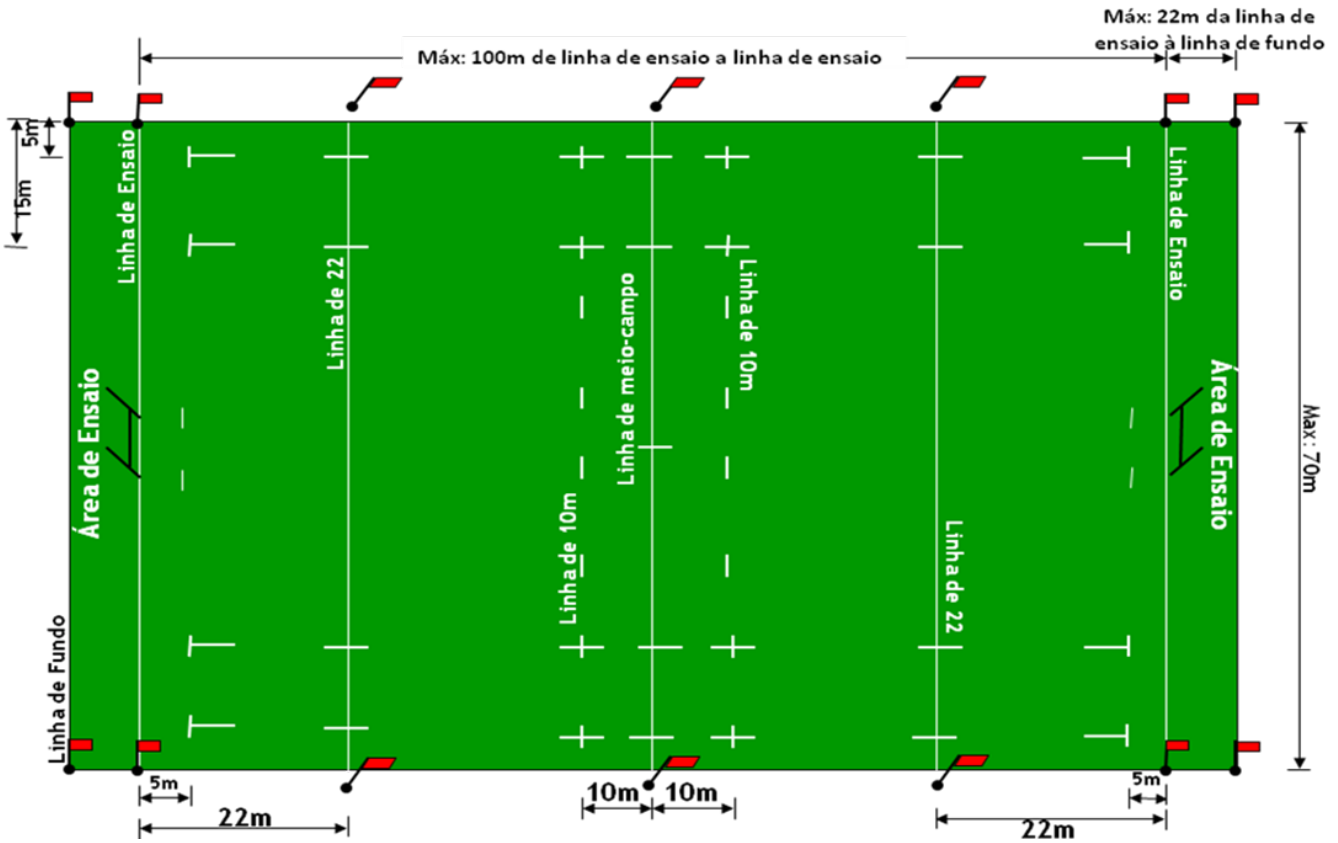 Máx: 22m da linha de
ensaio à linha de fundo
Máx: 100m de linha de ensaio a linha de ensaio
5m
15m
Linha de Ensaio
Linha de 22
Linha de meio-campo
Linha de 10m
Linha de Ensaio
Área de Ensaio
Área de Ensaio
Max: 70m
Linha de 10m
Linha de 22
Linha de Fundo
5m
10m
10m
5m
22m
22m